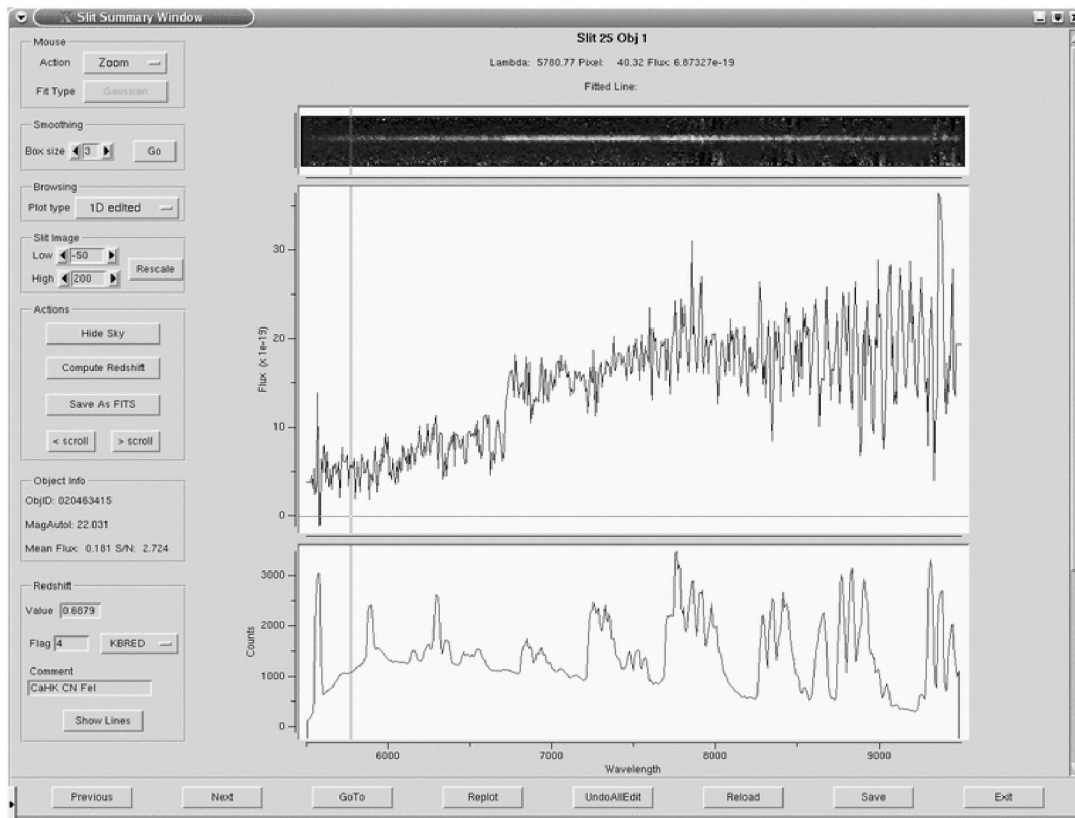 X Slit Summary Window
Mouse
Action Zoom
Fit Type Gaussian
Smoothing
Box size 3 Go
Browsing
Plot type 1D edited
Slit Image
Low -50
High 200 Rescale
Actions
Hide Sky
Compute Redshift
Save As FITS
< scroll > scroll
Object Info
ObjID: 020463415
MagAutoI: 22.031
Mean Flux: 0.181 S/N: 2.724
Redshift
Value 0.6879
Flag 4 KBRED
Comment
CaHK CN FeI
Show Lines
Slit 25 Obj 1
Lambda: 5780.77 Pixel: 40.32 Flux: 6.87327e-19
Fitted Line:
Flux (x 1e-19)
30
20
10
0
Counts
3000
2000
1000
0
6000 7000 8000 9000
Wavelength
Previous Next GoTo Replot UndoAllEdit Reload Save Exit